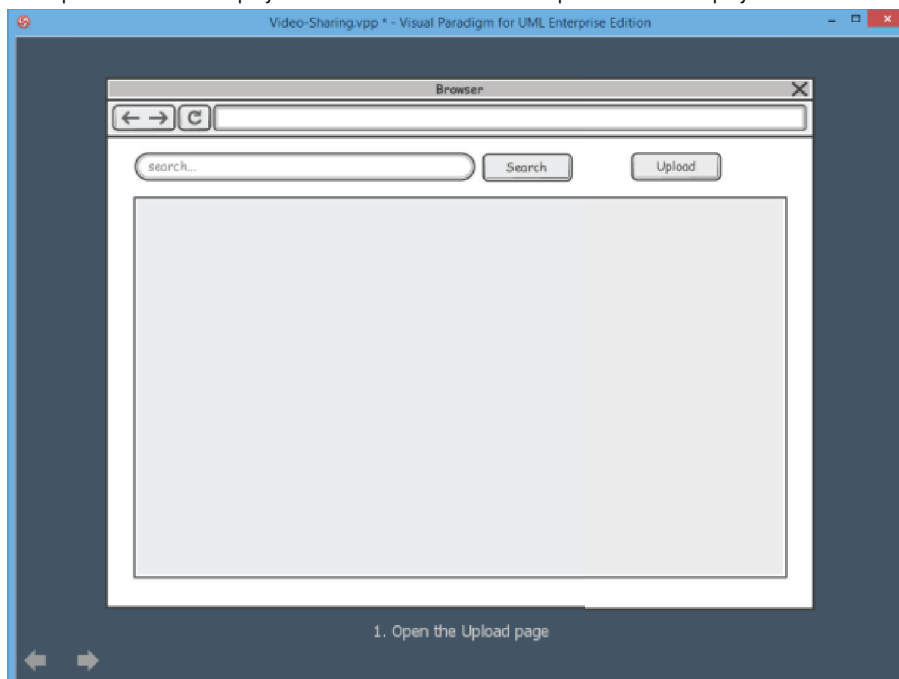 Video-Sharing.vpp * - Visual Paradigm for UML Enterprise Edition
Browser
search...
Search
Upload
1. Open the Upload page